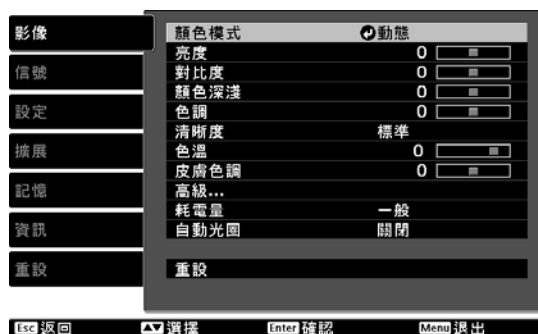 影像
信號
設定
擴展
記憶
資訊
重設
顏色模式 動態
亮度 0
對比度 0
顏色深淺 0
色調 0
清晰度 標準
色溫 0
皮膚色調 0
高級...
耗電量 一般
自動光圈 關閉
重設
Esc 返回 選擇 Enter 確認 Menu 退出